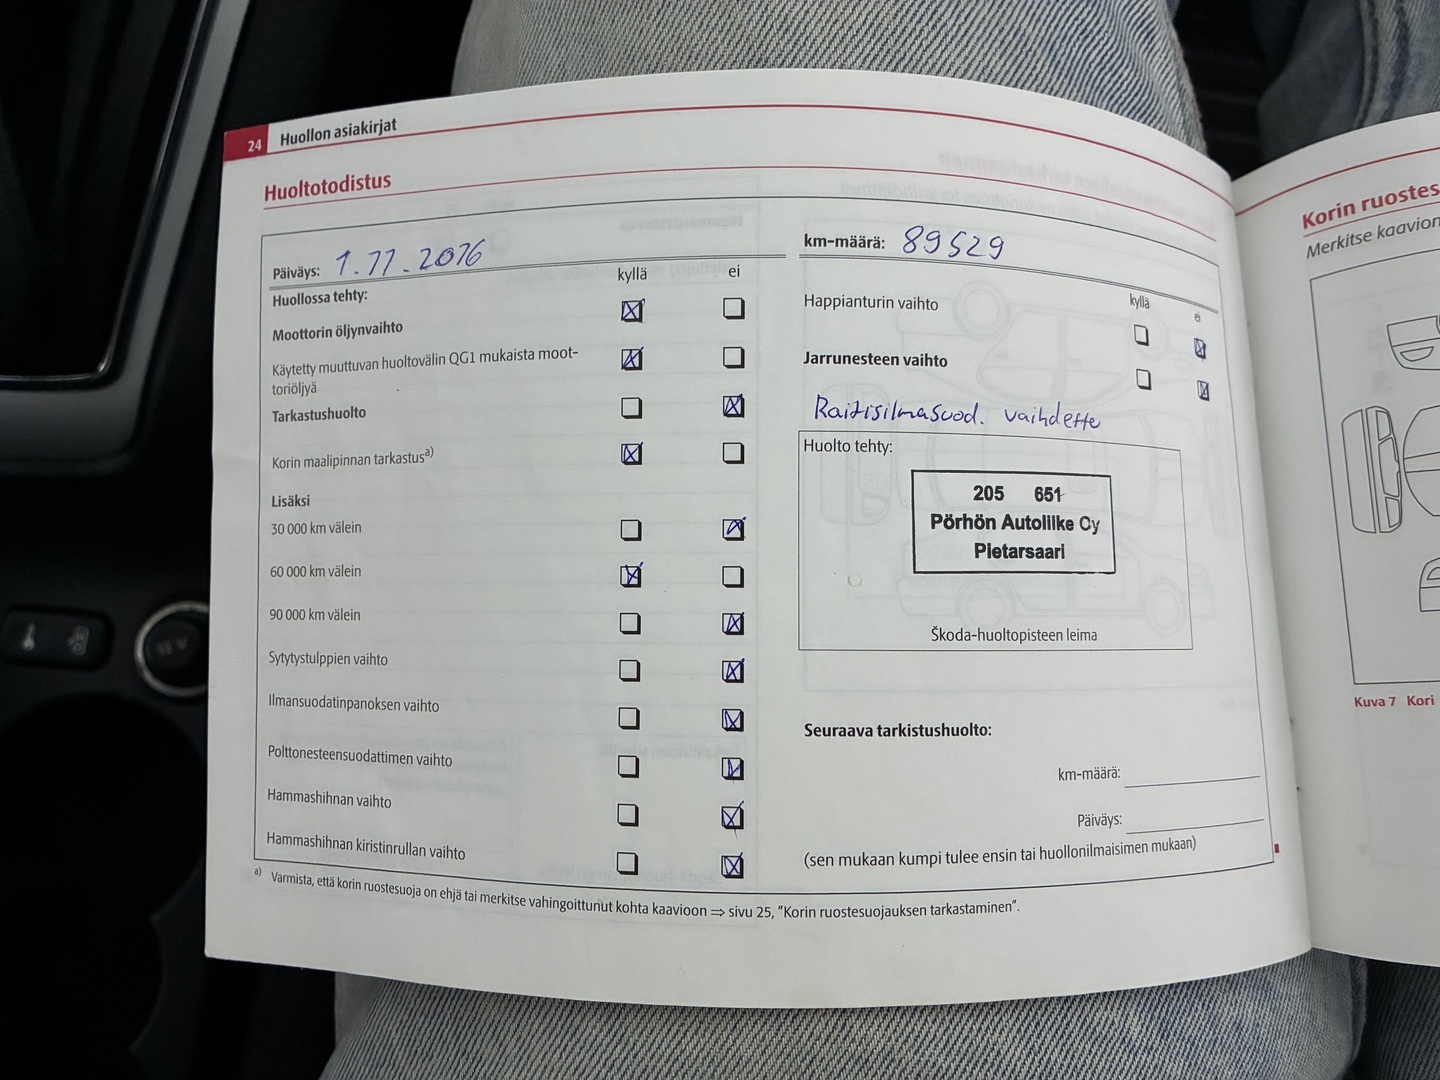 24 Huollon asiakirjat
Huoltotodistus
Päiväys: 1.11.2016
kyllä ei
Huollossa tehty:
Moottorin öljynvaihto
Käytetty muuttuvan huoltovälin QG1 mukaista moot-
toriöljyä
Tarkastushuolto
Korin maalipinnan tarkastus a)
Lisäksi
30 000 km välein
60 000 km välein
90 000 km välein
Sytytystulppien vaihto
Ilmansuodatinpanoksen vaihto
Polttonesteensuodattimen vaihto
Hammashihnan vaihto
Hammashihnan kiristinrullan vaihto
km-määrä: 89529
kyllä ei
Happianturin vaihto
Jarrunesteen vaihto
Raitisilmasuod. vaihdettu
Huolto tehty:
205 651
Pörhön Autoliike Oy
Pietarsaari
Škoda-huoltopisteen leima
Seuraava tarkistushuolto:
km-määrä:
Päiväys:
(sen mukaan kumpi tulee ensin tai huollonilmaisimen mukaan)
a) Varmista, että korin ruostesuoja on ehjä tai merkitse vahingoittunut kohta kaavioon ⇒ sivu 25, "Korin ruostesuojauksen tarkastaminen".
Korin ruostes
Merkitse kaavion
Kuva 7 Kori
12 V